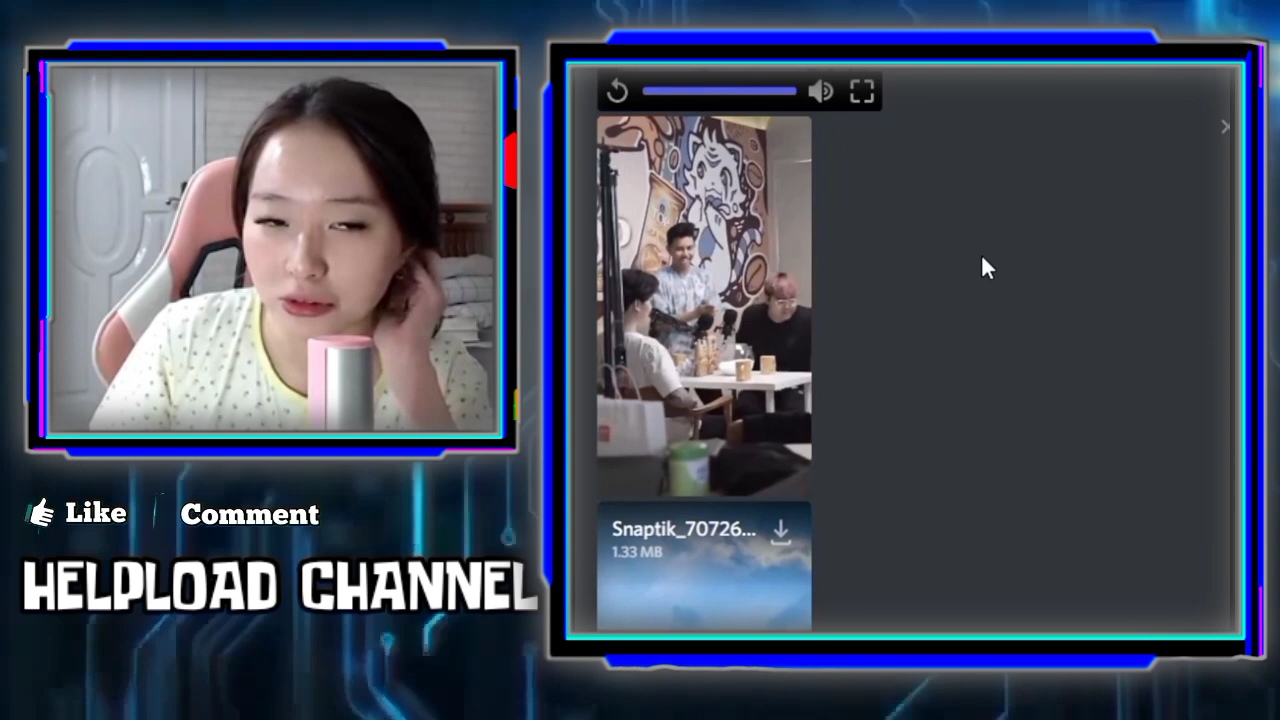 Like
Comment
HELPLOAD CHANNEL
Snaptik_70726...
1.33 MB